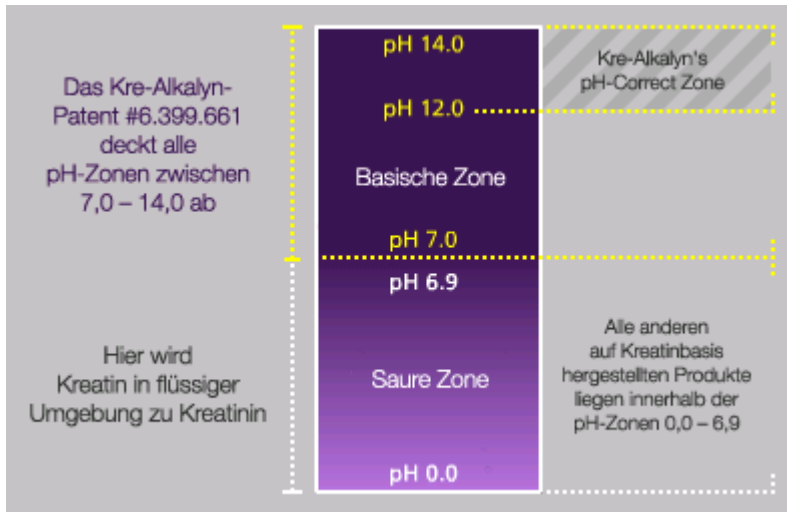 Das Kre-Alkalyn-
Patent #6.399.661
deckt alle
pH-Zonen zwischen
7,0 – 14,0 ab
Hier wird
Kreatin in flüssiger
Umgebung zu Kreatinin
pH 14.0
pH 12.0
Basische Zone
pH 7.0
pH 6.9
Saure Zone
pH 0.0
Kre-Alkalyn's
pH-Correct Zone
Alle anderen
auf Kreatinbasis
hergestellten Produkte
liegen innerhalb der
pH-Zonen 0,0 – 6,9